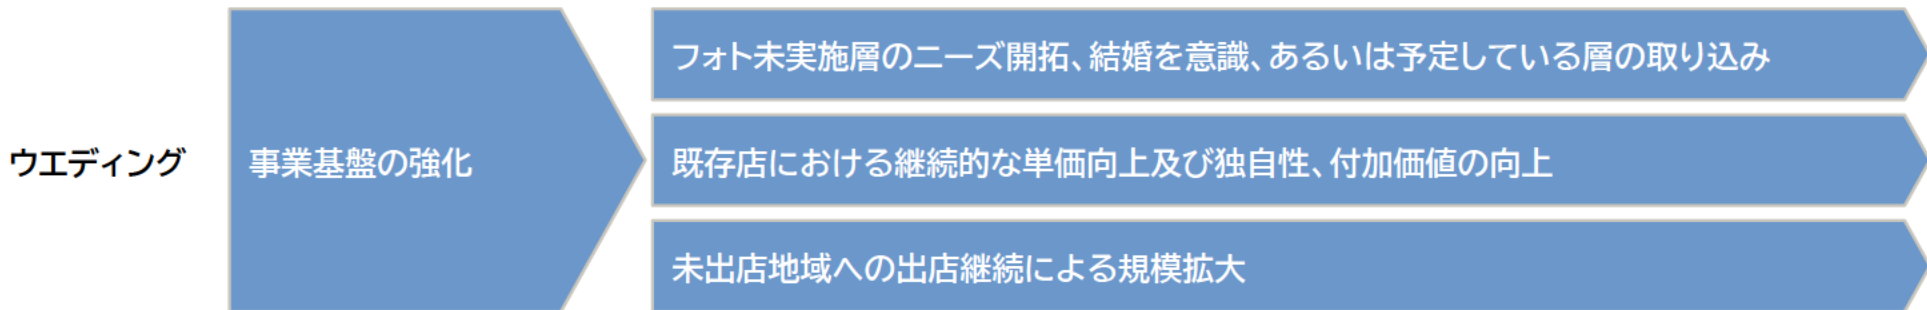 ウエディング
事業基盤の強化
フォト未実施層のニーズ開拓、結婚を意識、あるいは予定している層の取り込み
既存店における継続的な単価向上及び独自性、付加価値の向上
未出店地域への出店継続による規模拡大